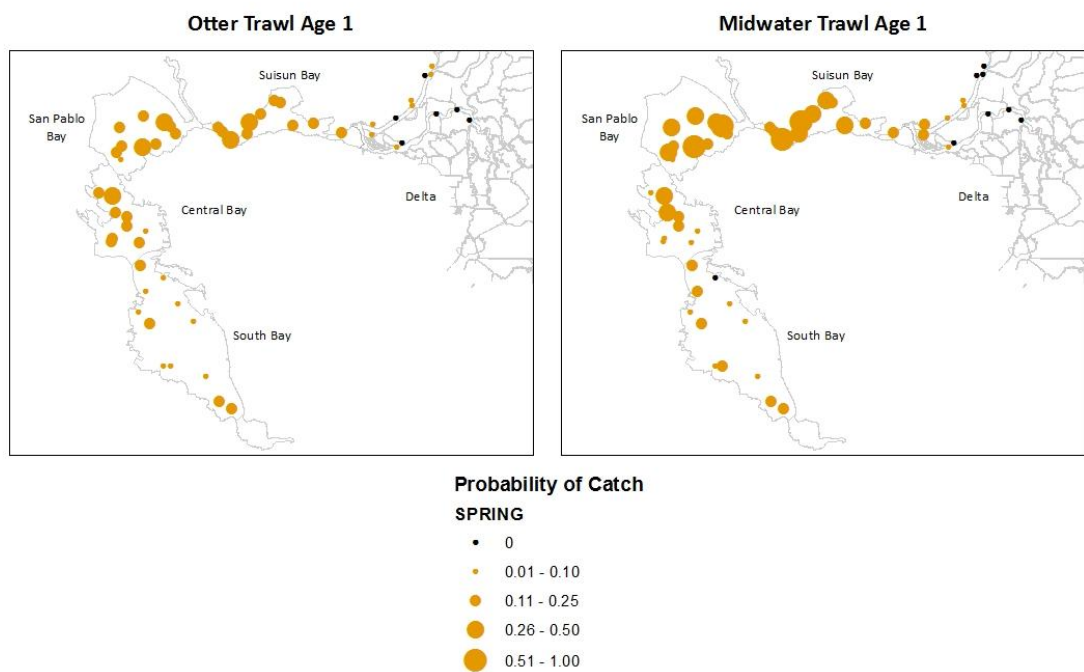 Otter Trawl Age 1
Suisun Bay
San Pablo
Bay
Central Bay
Delta
South Bay
Midwater Trawl Age 1
Suisun Bay
San Pablo
Bay
Central Bay
Delta
South Bay
Probability of Catch
SPRING
0
0.01 - 0.10
0.11 - 0.25
0.26 - 0.50
0.51 - 1.00